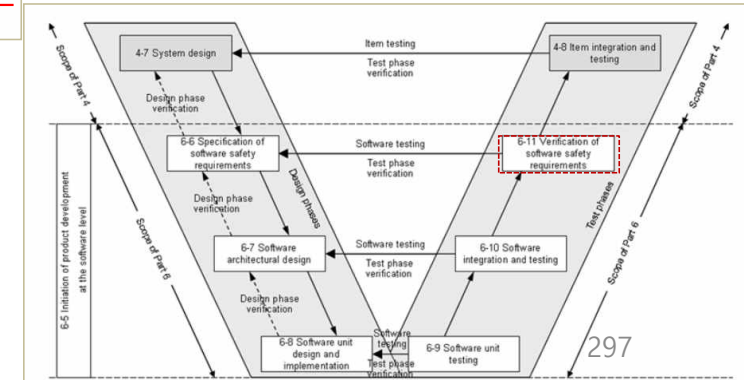 4-7 System design
Item testing
Test phase
verification
4-8 Item integration and
testing
Scope of Part 4
Scope of Part 4
Design phase
verification
6-6 Specification of
software safety
requirements
Software testing
Test phase
verification
6-11 Verification of
software safety
requirements
Design phases
Test phases
Design phase
verification
6-5 Initiation of product development
at the software level
Scope of Part 6
Scope of Part 6
6-7 Software
architectural design
Software testing
Test phase
verification
6-10 Software
integration and testing
Design phase
verification
6-8 Software unit
design and
implementation
Software
testing
Test phase
verification
6-9 Software unit
testing
297